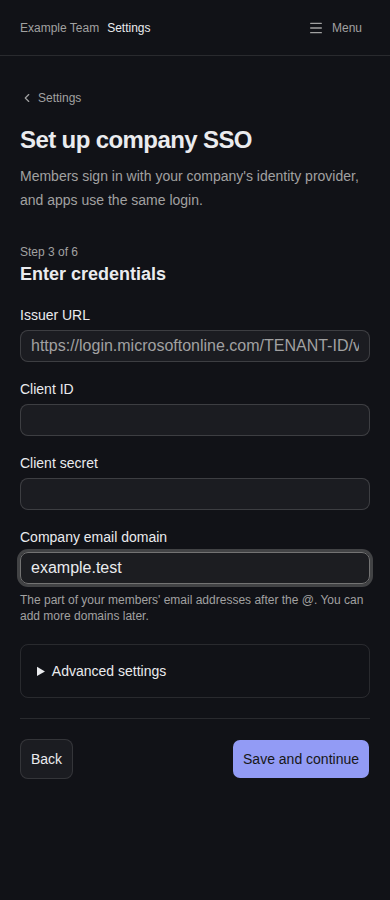 Example Team Settings Menu
Settings
Set up company SSO
Members sign in with your company's identity provider,
and apps use the same login.
Step 3 of 6
Enter credentials
Issuer URL
https://login.microsoftonline.com/TENANT-ID/v
Client ID
Client secret
Company email domain
example.test
The part of your members' email addresses after the @. You can
add more domains later.
Advanced settings
Back Save and continue